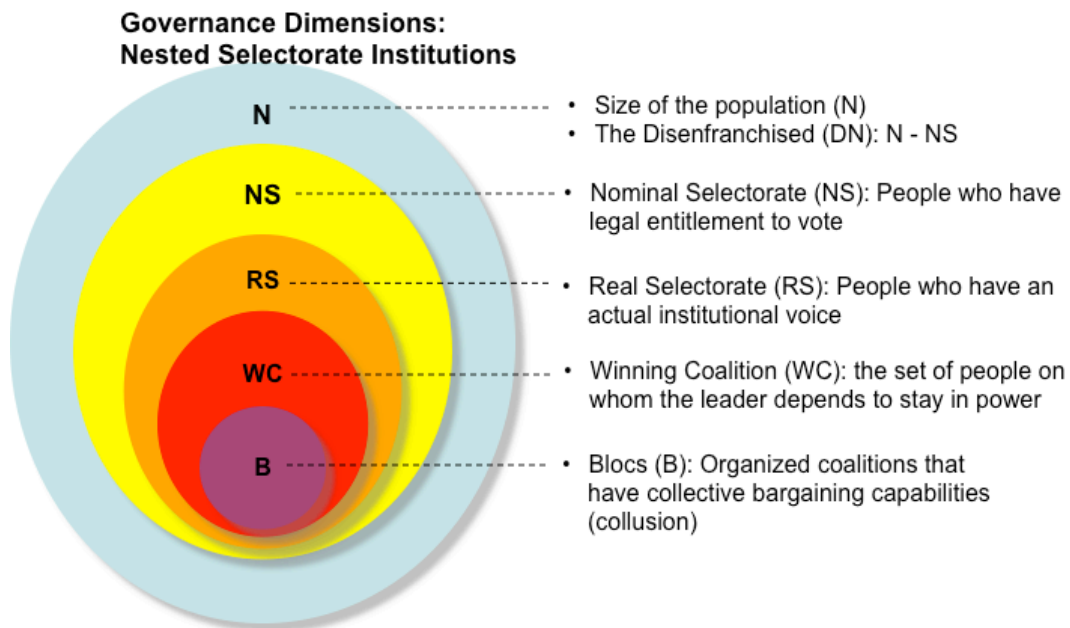 Governance Dimensions:
Nested Selectorate Institutions
N
• Size of the population (N)
• The Disenfranchised (DN): N - NS
NS
• Nominal Selectorate (NS): People who have
legal entitlement to vote
RS
• Real Selectorate (RS): People who have an
actual institutional voice
WC
• Winning Coalition (WC): the set of people on
whom the leader depends to stay in power
B
• Blocs (B): Organized coalitions that
have collective bargaining capabilities
(collusion)